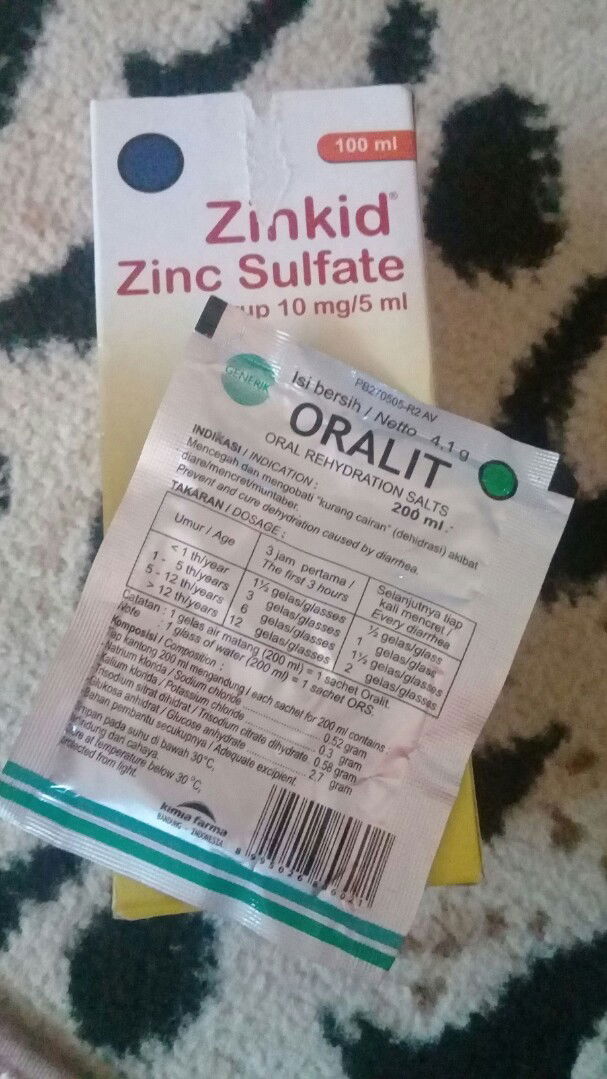 100 ml
Zinkid®
Zinc Sulfate
up 10 mg/5 ml
PB270505-R2 AV
GENERIK
Isi bersih / Netto 4,1 g
ORALIT
ORAL REHYDRATION SALTS
200 ml
INDIKASI / INDICATION :
Mencegah dan mengobati "kurang cairan" (dehidrasi) akibat
diare/mencret/muntaber.
Prevent and cure dehydration caused by diarrhea.
TAKARAN / DOSAGE :
Umur / Age
3 jam pertama /
The first 3 hours
Selanjutnya tiap
kali mencret /
Every diarrhea
< 1 th/year 1½ gelas/glasses ½ gelas/glass
1 - 5 th/years 3 gelas/glasses 1 gelas/glass
5 - 12 th/years 6 gelas/glasses 1½ gelas/glasses
> 12 th/years 12 gelas/glasses 2 gelas/glasses
Catatan : 1 gelas air matang (200 ml) = 1 sachet Oralit.
Note : 1 glass of water (200 ml) = 1 sachet ORS.
Komposisi / Composition :
Tiap kantong 200 ml mengandung / each sachet for 200 ml contains :
Natrium klorida / Sodium chloride 0.52 gram
Kalium klorida / Potassium chloride 0.3 gram
Trisodium sitrat dihidrat / Trisodium citrate dihydrate 0.58 gram
Glukosa anhidrat / Glucose anhydrate 2.7 gram
Bahan pembantu secukupnya / Adequate excipient
mpan pada suhu di bawah 30°C,
ndung dari cahaya.
ore at temperature below 30°C,
otected from light.
kimia farma
BANDUNG - INDONESIA